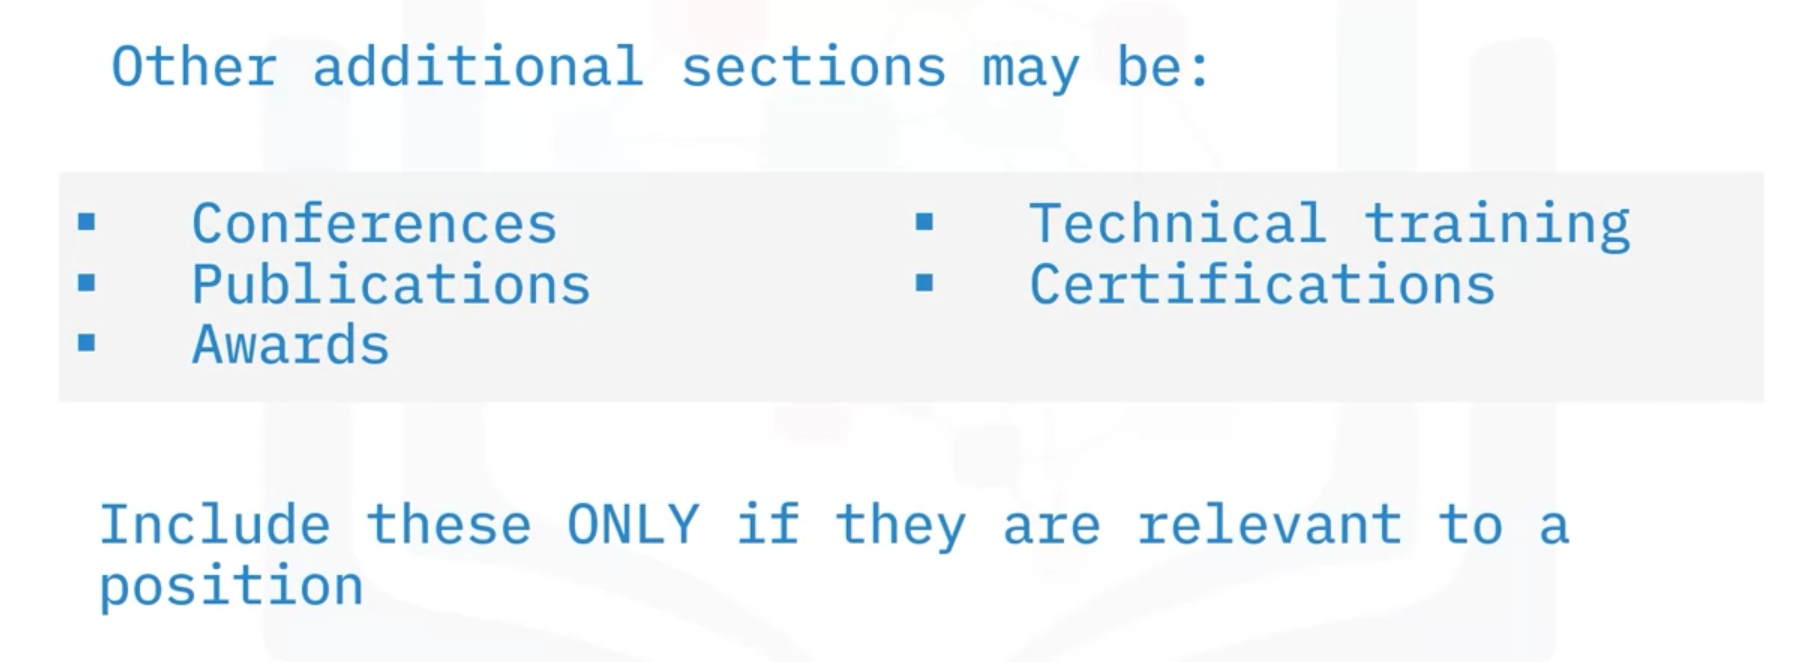 Other additional sections may be:
▪ Conferences
▪ Publications
▪ Awards
▪ Technical training
▪ Certifications
Include these ONLY if they are relevant to a
position